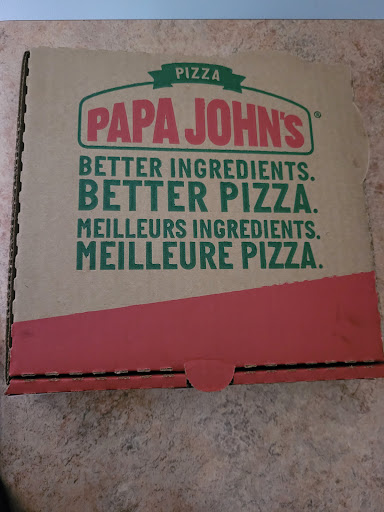 PIZZA
PAPA JOHN'S®
BETTER INGREDIENTS.
BETTER PIZZA.
MEILLEURS INGREDIENTS.
MEILLEURE PIZZA.